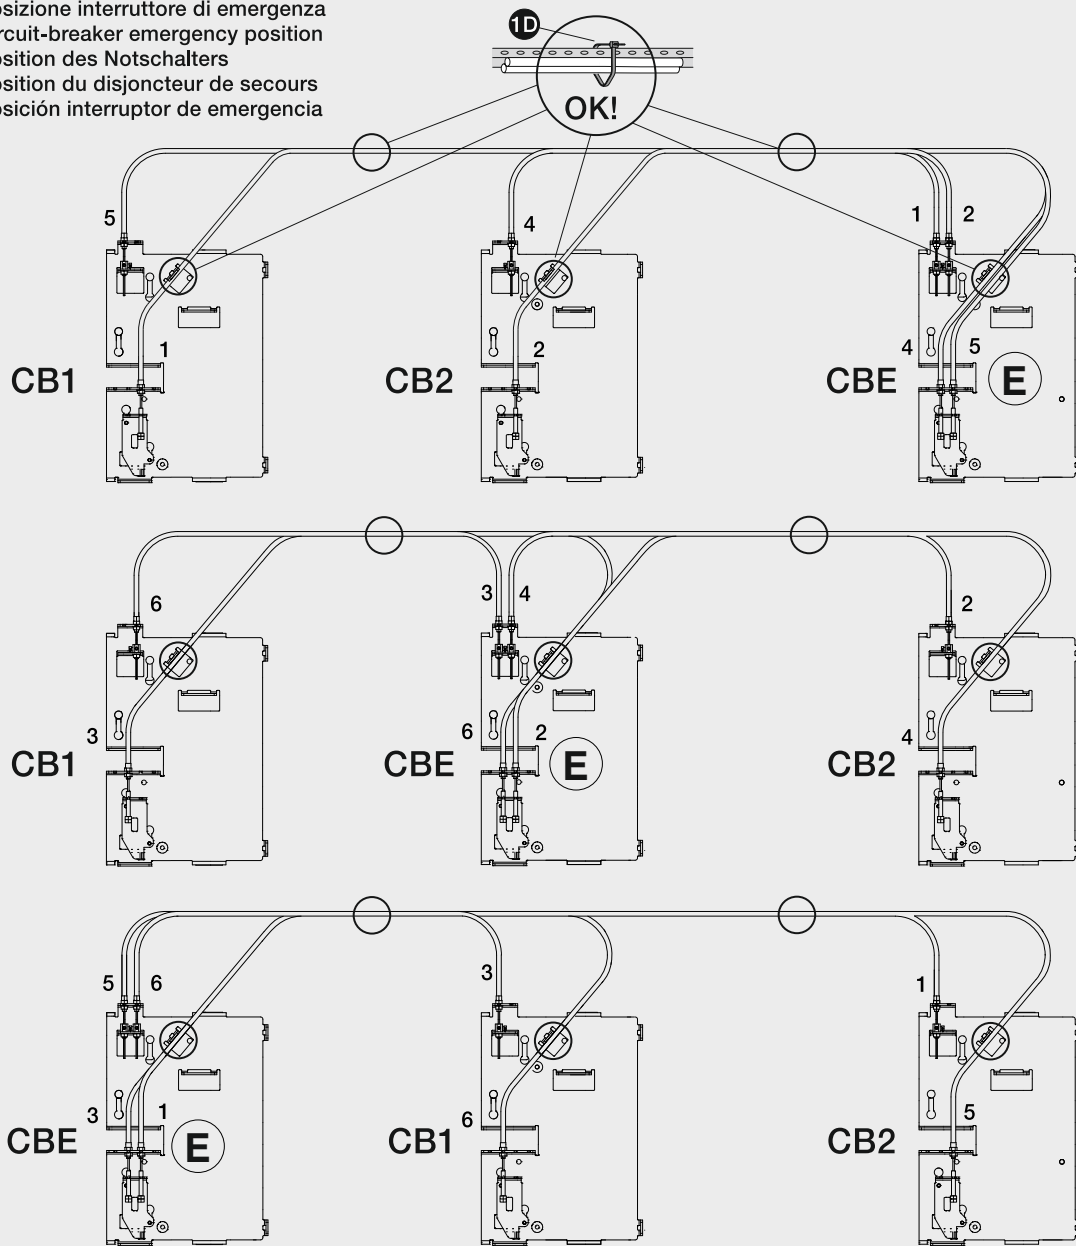 osizione interruttore di emergenza
rcuit-breaker emergency position
osition des Notschalters
osition du disjoncteur de secours
osición interruptor de emergencia
1D
OK!
5
4
1 2
1
2
4 5
CB1
CB2
CBE
E
6
3 4
2
3
6 2
4
CB1
CBE
E
CB2
5 6
3
1
3 1
6
5
CBE
E
CB1
CB2